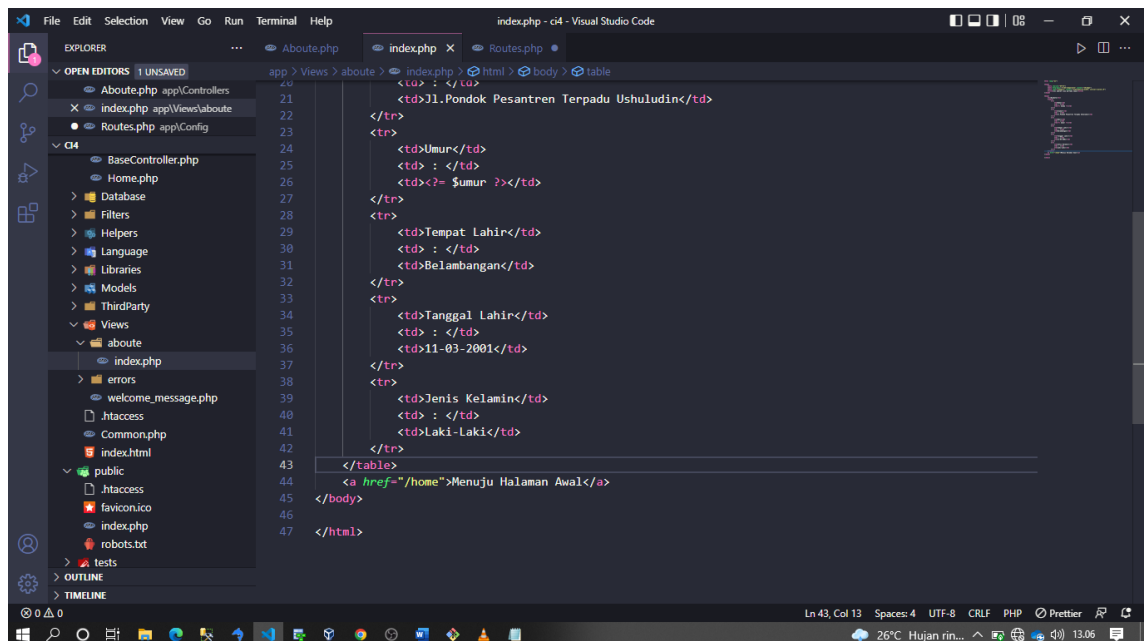 File Edit Selection View Go Run Terminal Help
index.php - ci4 - Visual Studio Code
EXPLORER
OPEN EDITORS 1 UNSAVED
Aboute.php app\Controllers
index.php app\Views\aboute
Routes.php app\Config
CI4
BaseController.php
Home.php
Database
Filters
Helpers
Language
Libraries
Models
ThirdParty
Views
aboute
index.php
errors
welcome_message.php
.htaccess
Common.php
index.html
public
.htaccess
favicon.ico
index.php
robots.txt
tests
OUTLINE
TIMELINE
Aboute.php index.php Routes.php
app > Views > aboute > index.php > html > body > table
20 <td> : </td>
21 <td>Jl.Pondok Pesantren Terpadu Ushuludin</td>
22 </tr>
23 <tr>
24 <td>Umur</td>
25 <td> : </td>
26 <td><?= $umur ?></td>
27 </tr>
28 <tr>
29 <td>Tempat Lahir</td>
30 <td> : </td>
31 <td>Belambangan</td>
32 </tr>
33 <tr>
34 <td>Tanggal Lahir</td>
35 <td> : </td>
36 <td>11-03-2001</td>
37 </tr>
38 <tr>
39 <td>Jenis Kelamin</td>
40 <td> : </td>
41 <td>Laki-Laki</td>
42 </tr>
43 </table>
44 <a href="/home">Menuju Halaman Awal</a>
45 </body>
46
47 </html>
0 0
Ln 43, Col 13 Spaces: 4 UTF-8 CRLF PHP Prettier
26°C Hujan rin... 13.06